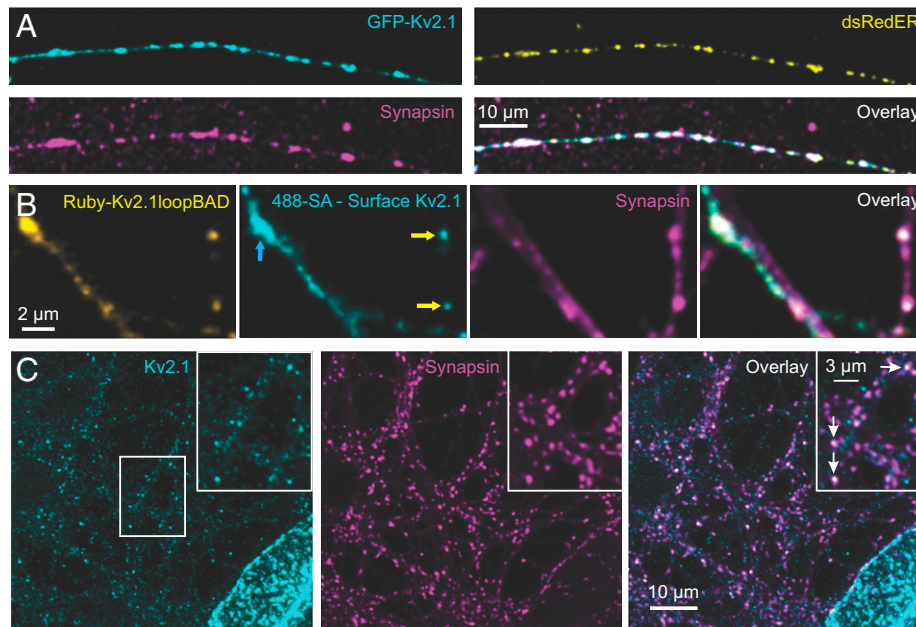 A
GFP-Kv2.1
dsRedER
Synapsin
10 µm
Overlay
B
Ruby-Kv2.1loopBAD
488-SA - Surface Kv2.1
Synapsin
Overlay
2 µm
C
Kv2.1
Synapsin
Overlay
3 µm
10 µm